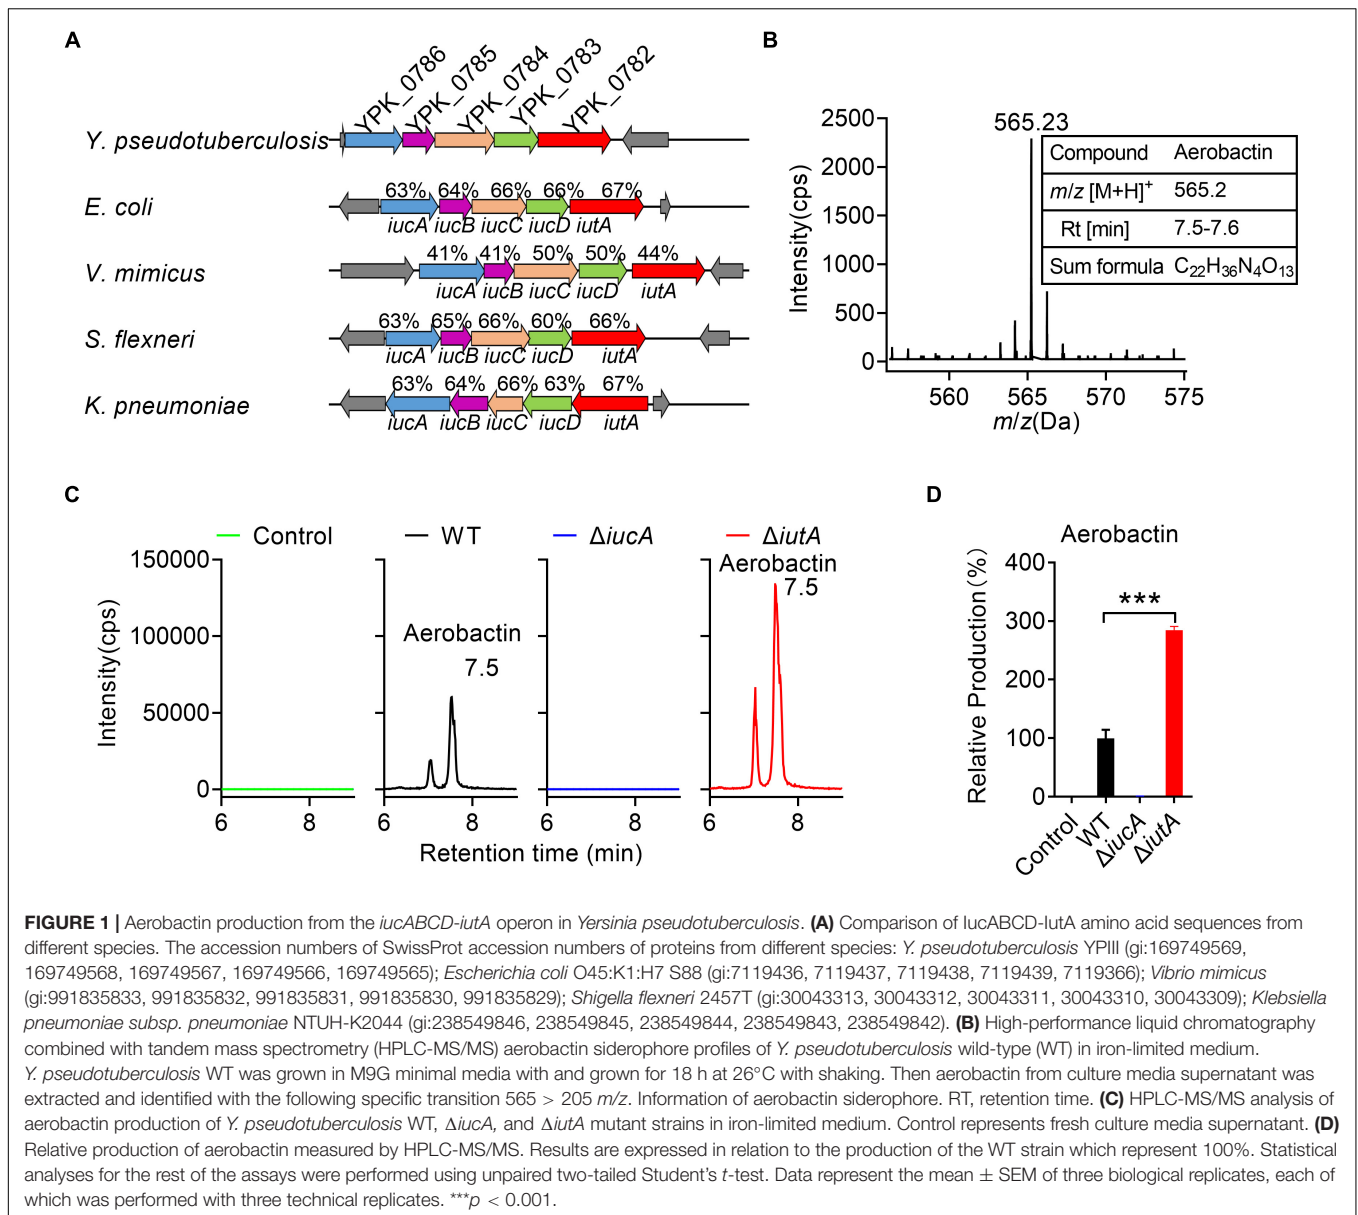 A
YPK_0786
YPK_0785
YPK_0784
YPK_0783
YPK_0782
Y. pseudotuberculosis
E. coli
63% 64% 66% 66% 67%
iucA iucB iucC iucD iutA
V. mimicus
41% 41% 50% 50% 44%
iucA iucB iucC iucD iutA
S. flexneri
63% 65% 66% 60% 66%
iucA iucB iucC iucD iutA
K. pneumoniae
63% 64% 66% 63% 67%
iucA iucB iucC iucD iutA
B
Intensity(cps)
2500
2000
1500
1000
500
0
565.23
Compound Aerobactin
m/z [M+H]⁺ 565.2
Rt [min] 7.5-7.6
Sum formula C₂₂H₃₆N₄O₁₃
560 565 570 575
m/z(Da)
C
Control WT ΔiucA ΔiutA
Intensity(cps)
150000
100000
50000
0
Aerobactin
7.5
Aerobactin
7.5
6 8 6 8 6 8 6 8
Retention time (min)
D
Aerobactin
Relative Production(%)
400
300
200
100
0
***
Control WT ΔiucA ΔiutA
FIGURE 1 | Aerobactin production from the iucABCD-iutA operon in Yersinia pseudotuberculosis. (A) Comparison of IucABCD-IutA amino acid sequences from
different species. The accession numbers of SwissProt accession numbers of proteins from different species: Y. pseudotuberculosis YPIII (gi:169749569,
169749568, 169749567, 169749566, 169749565); Escherichia coli O45:K1:H7 S88 (gi:7119436, 7119437, 7119438, 7119439, 7119366); Vibrio mimicus
(gi:991835833, 991835832, 991835831, 991835830, 991835829); Shigella flexneri 2457T (gi:30043313, 30043312, 30043311, 30043310, 30043309); Klebsiella
pneumoniae subsp. pneumoniae NTUH-K2044 (gi:238549846, 238549845, 238549844, 238549843, 238549842). (B) High-performance liquid chromatography
combined with tandem mass spectrometry (HPLC-MS/MS) aerobactin siderophore profiles of Y. pseudotuberculosis wild-type (WT) in iron-limited medium.
Y. pseudotuberculosis WT was grown in M9G minimal media with and grown for 18 h at 26°C with shaking. Then aerobactin from culture media supernatant was
extracted and identified with the following specific transition 565 > 205 m/z. Information of aerobactin siderophore. RT, retention time. (C) HPLC-MS/MS analysis of
aerobactin production of Y. pseudotuberculosis WT, ΔiucA, and ΔiutA mutant strains in iron-limited medium. Control represents fresh culture media supernatant. (D)
Relative production of aerobactin measured by HPLC-MS/MS. Results are expressed in relation to the production of the WT strain which represent 100%. Statistical
analyses for the rest of the assays were performed using unpaired two-tailed Student's t-test. Data represent the mean ± SEM of three biological replicates, each of
which was performed with three technical replicates. ***p < 0.001.